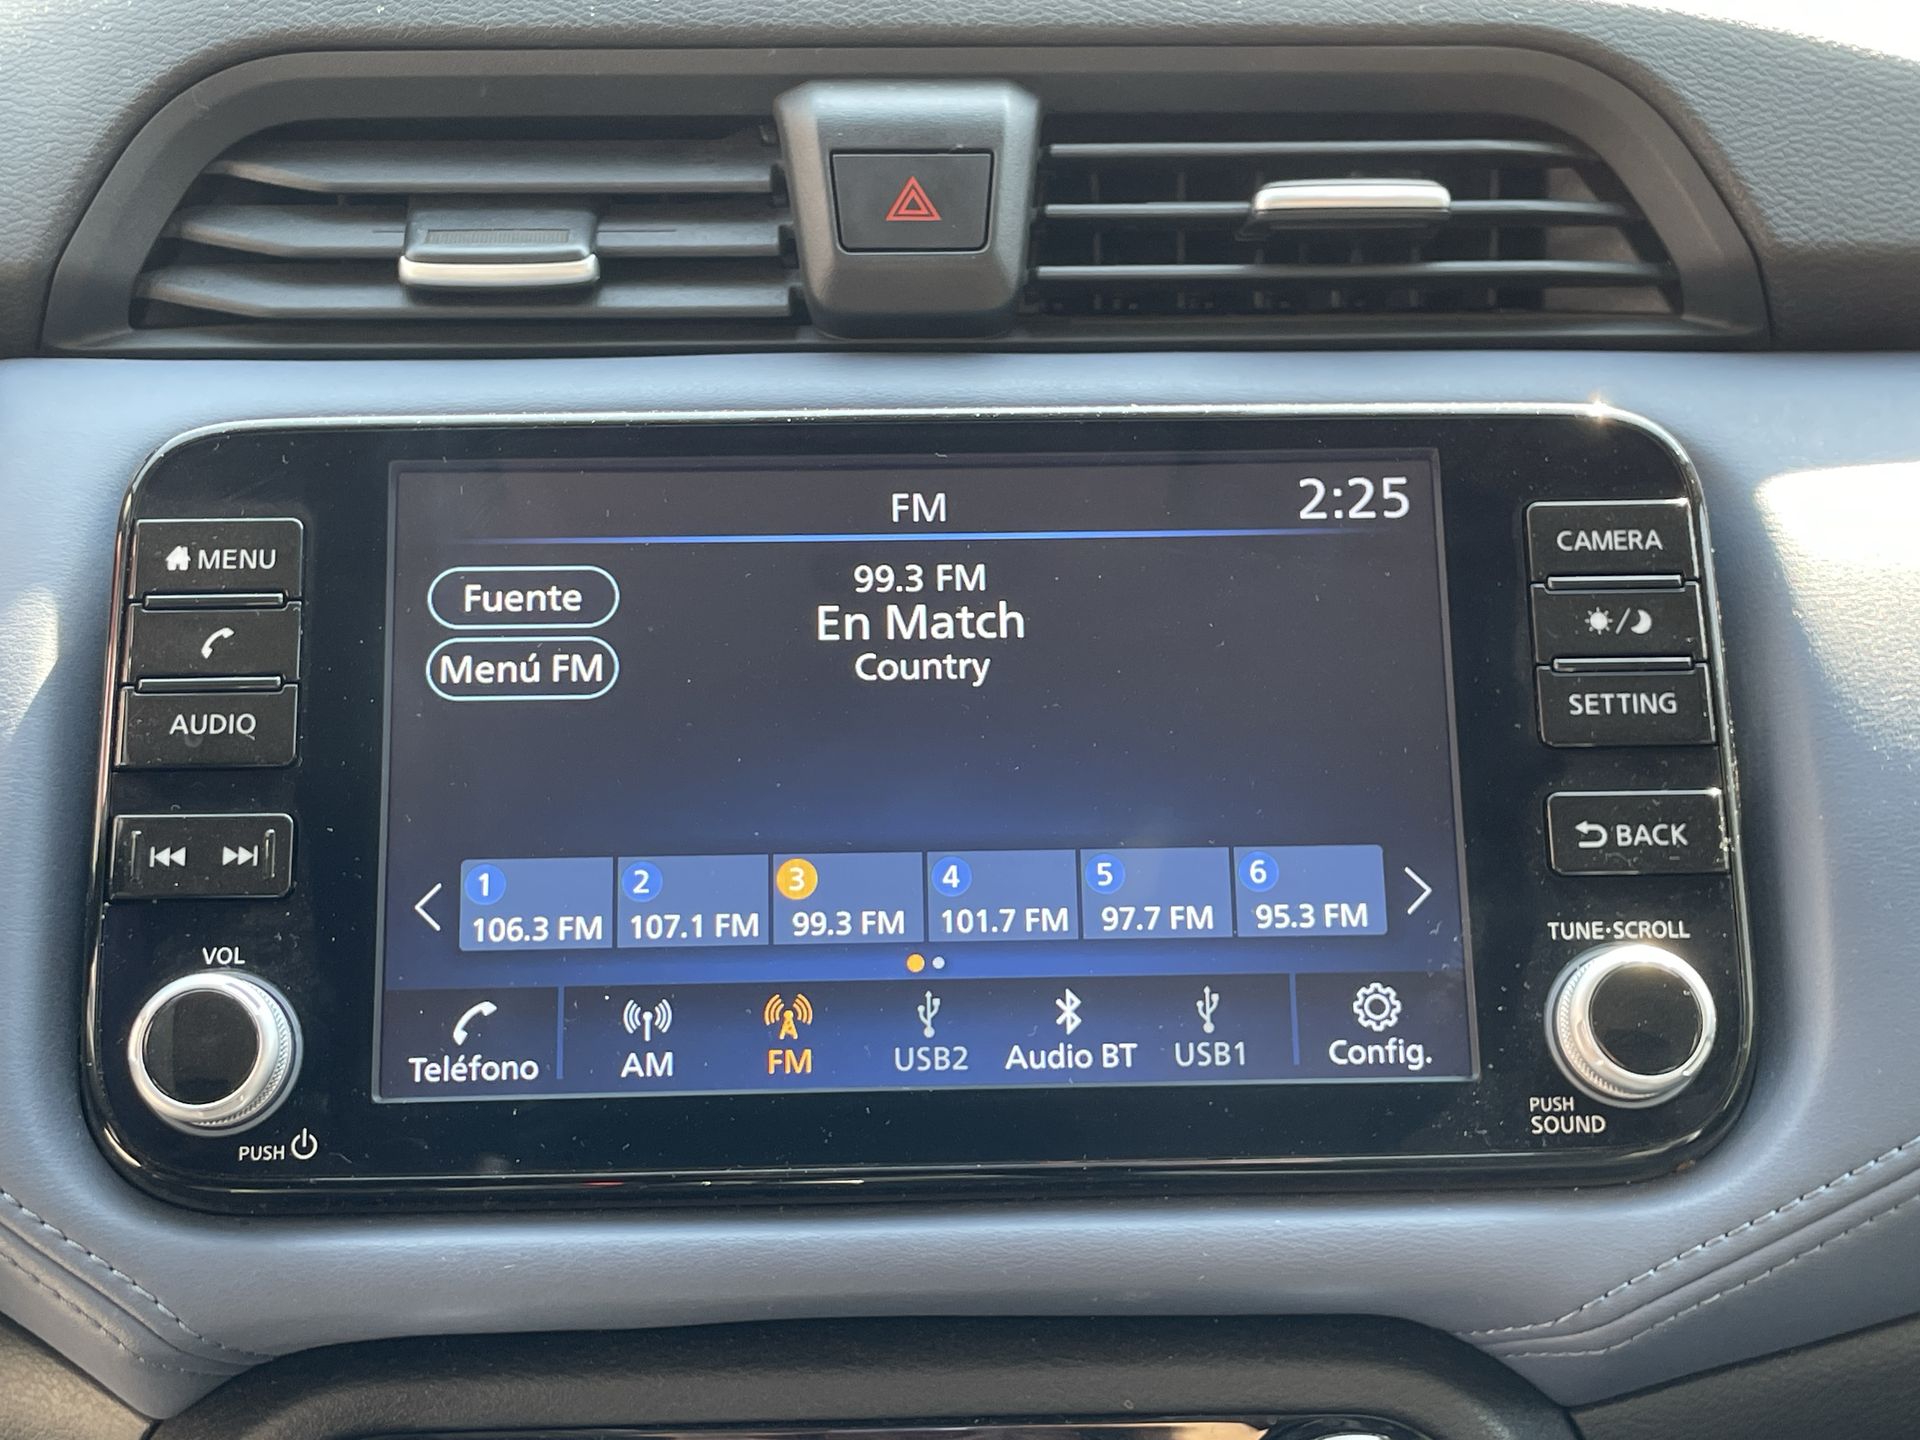 FM
2:25
MENU
AUDIO
VOL
PUSH
Fuente
Menú FM
99.3 FM
En Match
Country
1 106.3 FM
2 107.1 FM
3 99.3 FM
4 101.7 FM
5 97.7 FM
6 95.3 FM
Teléfono
AM
FM
USB2
Audio BT
USB1
Config.
CAMERA
SETTING
BACK
TUNE·SCROLL
PUSH
SOUND